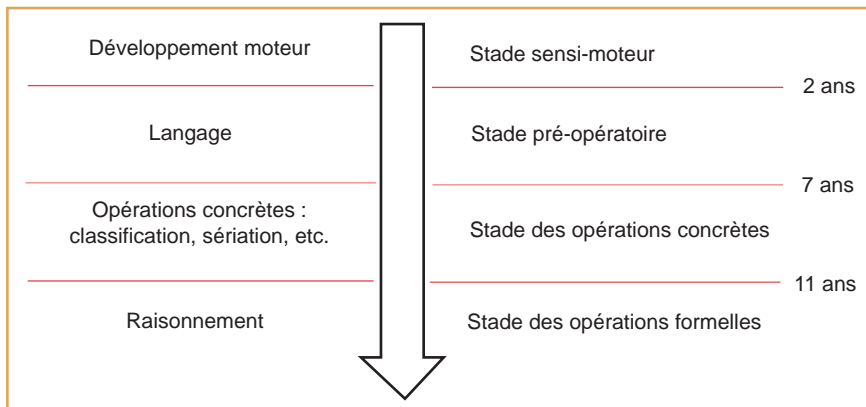 Développement moteur
Stade sensi-moteur
2 ans
Langage
Stade pré-opératoire
7 ans
Opérations concrètes :
classification, sériation, etc.
Stade des opérations concrètes
11 ans
Raisonnement
Stade des opérations formelles